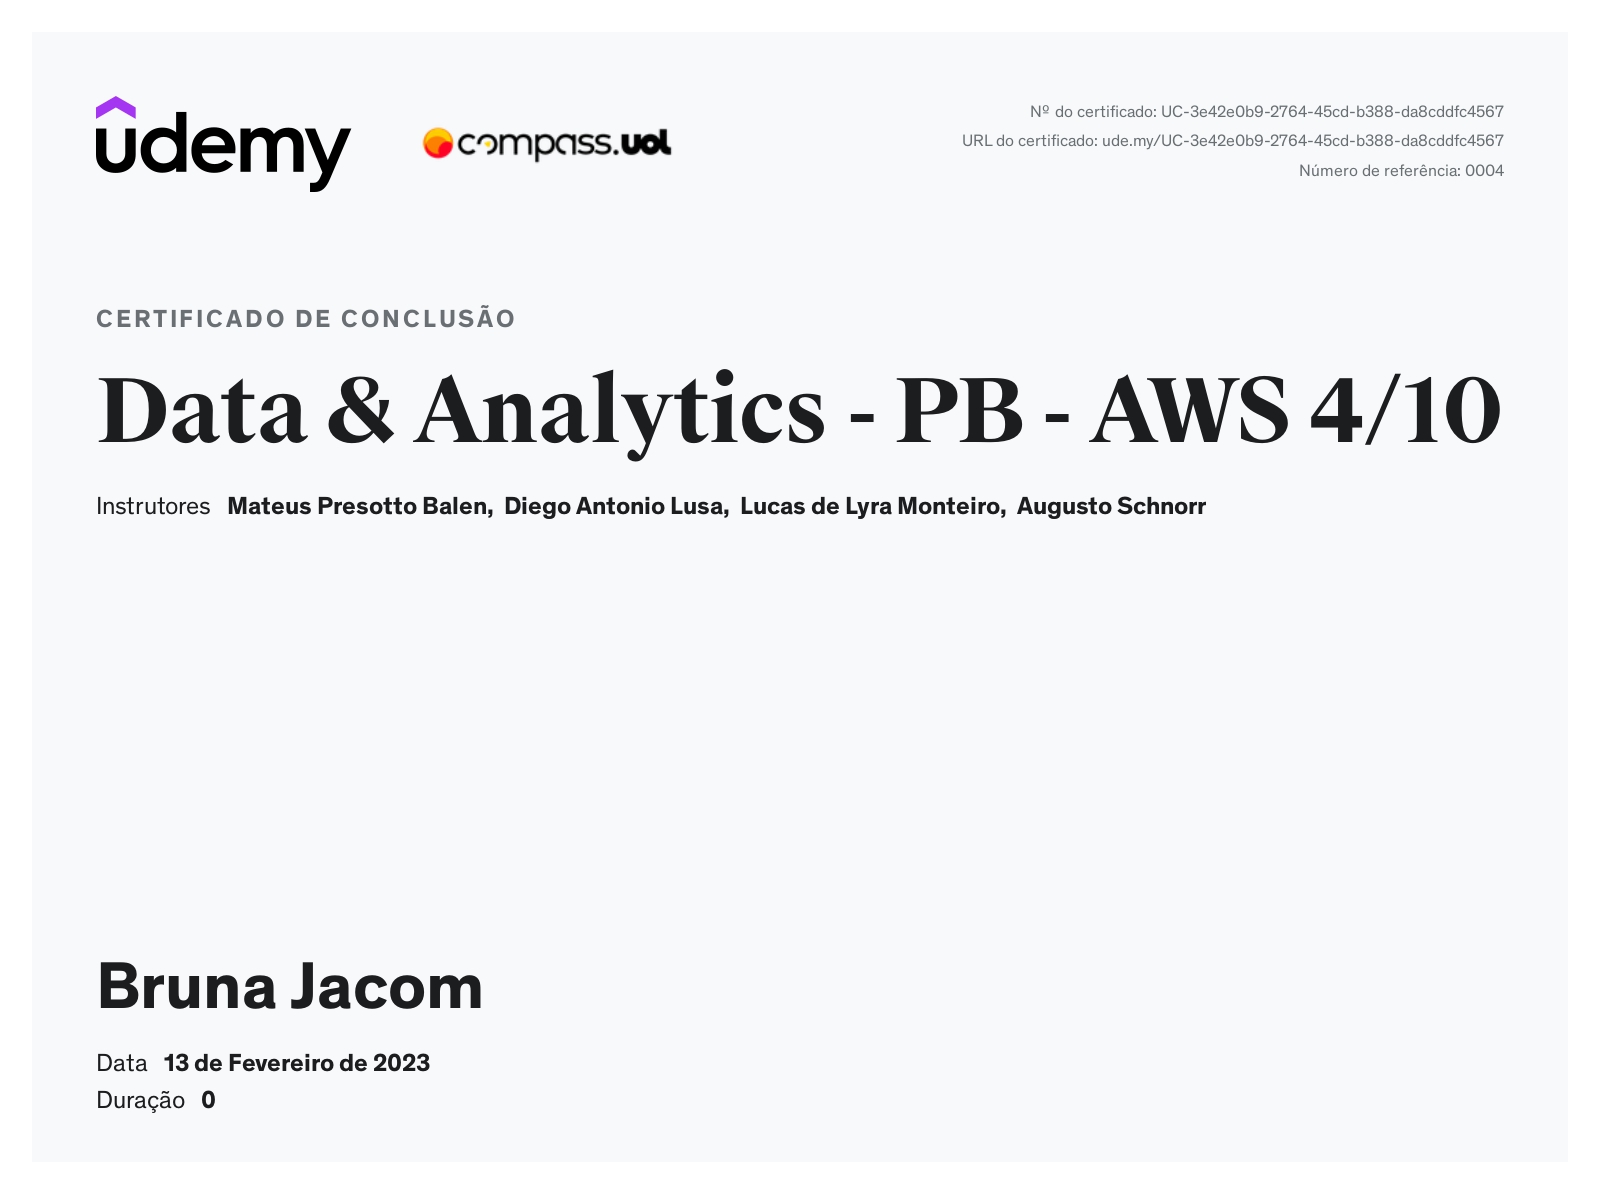 udemy
compass.uol
Nº do certificado: UC-3e42e0b9-2764-45cd-b388-da8cddfc4567
URL do certificado: ude.my/UC-3e42e0b9-2764-45cd-b388-da8cddfc4567
Número de referência: 0004
CERTIFICADO DE CONCLUSÃO
Data & Analytics - PB - AWS 4/10
Instrutores Mateus Presotto Balen, Diego Antonio Lusa, Lucas de Lyra Monteiro, Augusto Schnorr
Bruna Jacom
Data 13 de Fevereiro de 2023
Duração 0